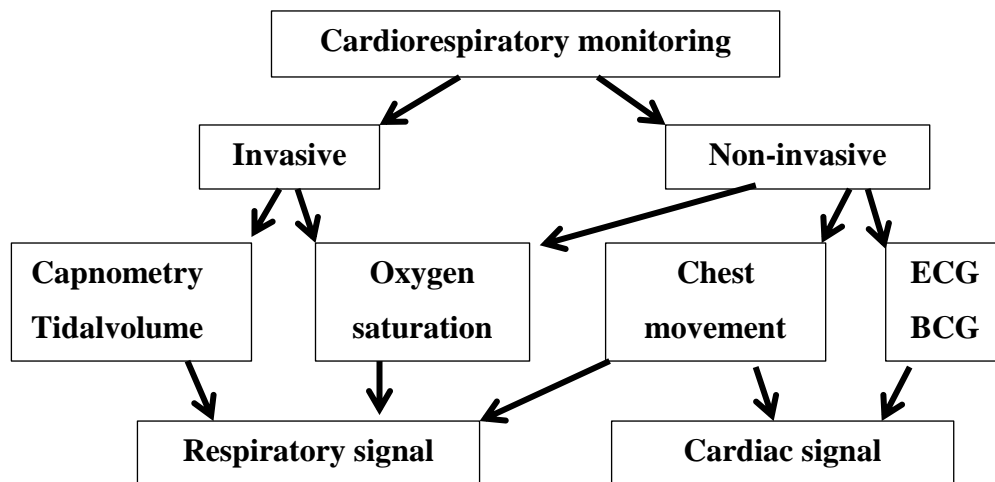 Cardiorespiratory monitoring
Invasive
Non-invasive
Capnometry
Tidalvolume
Oxygen
saturation
Chest
movement
ECG
BCG
Respiratory signal
Cardiac signal